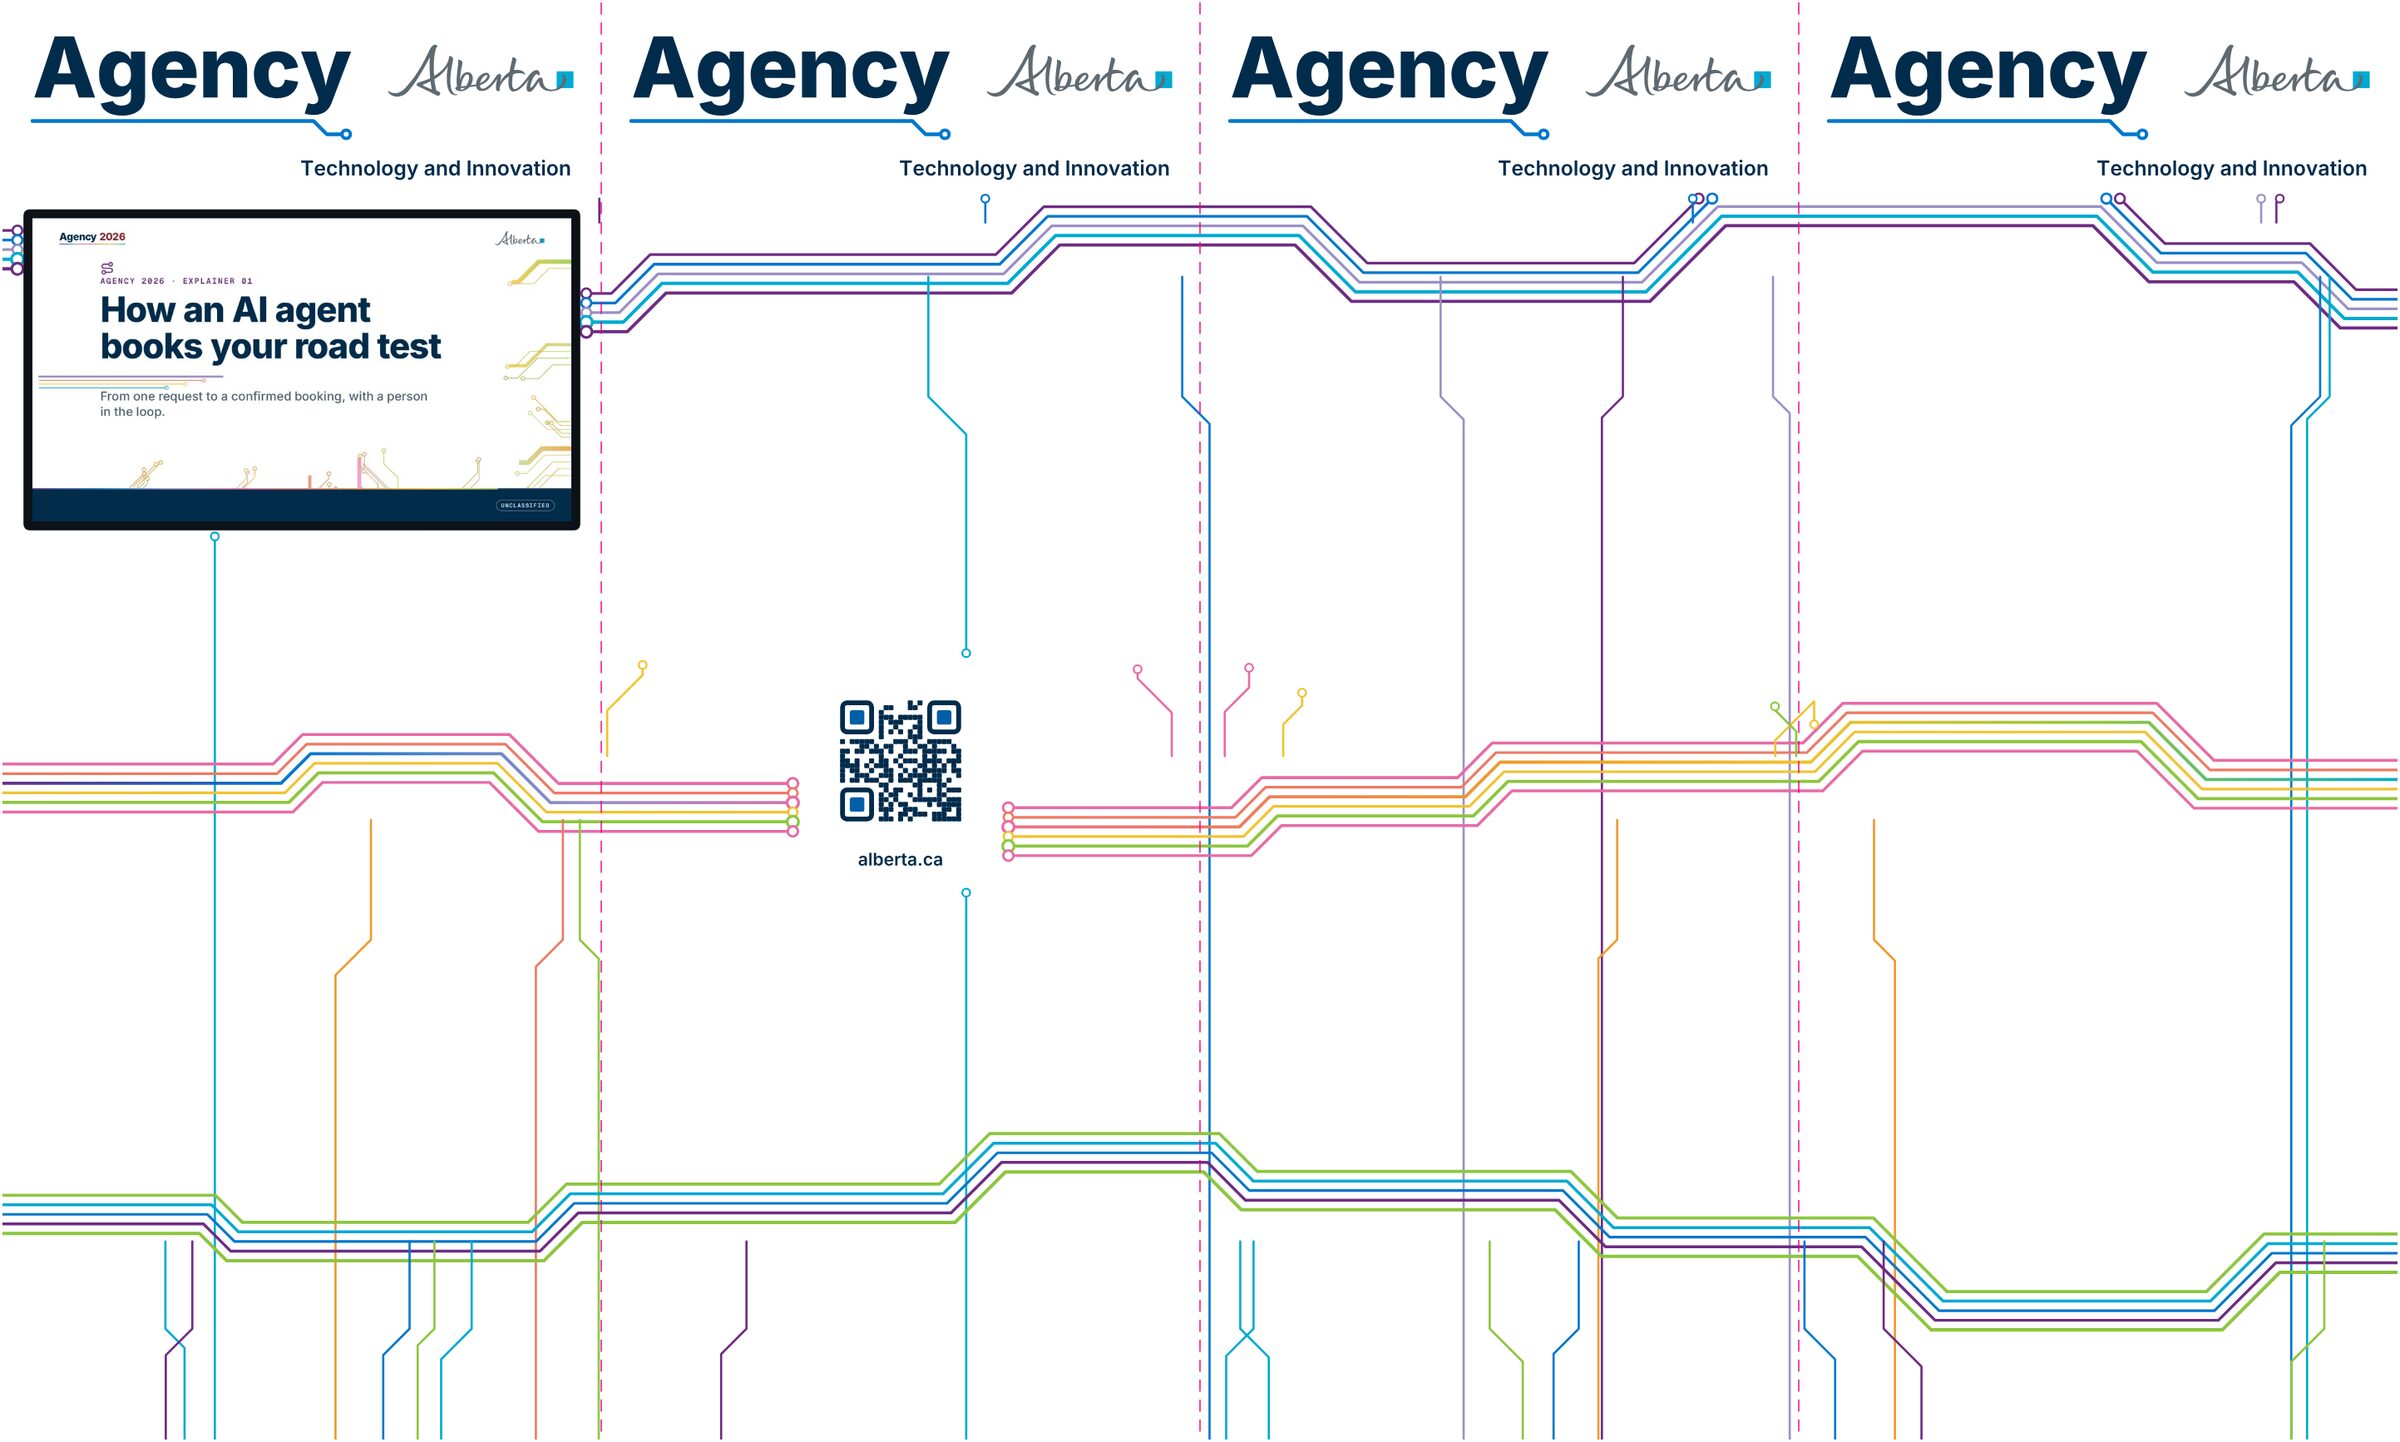 Agency
Alberta
Technology and Innovation
Agency
Alberta
Technology and Innovation
Agency
Alberta
Technology and Innovation
Agency
Alberta
Technology and Innovation
Agency 2026
Alberta
AGENCY 2026 · EXPLAINER 01
How an AI agent
books your road test
From one request to a confirmed booking, with a person
in the loop.
UNCLASSIFIED
alberta.ca